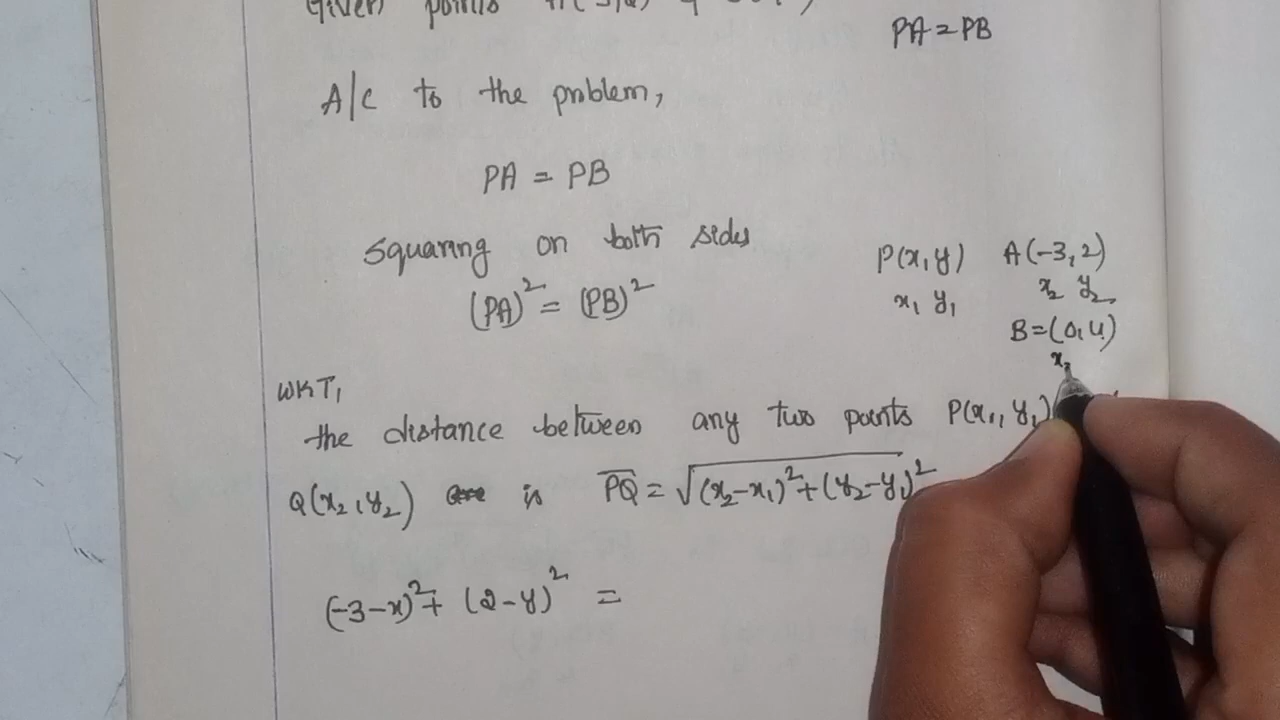 Given points
PA = PB
A/C to the problem,
PA = PB
Squaring on both sides
(PA)² = (PB)²
P(x, y) A(-3, 2)
x₁ y₁ x₂ y₂
B = (0, 4)
WKT,
the distance between any two points P(x₁, y₁)
Q(x₂, y₂) is PQ = √(x₂-x₁)² + (y₂-y₁)²
(-3-x)² + (2-y)² =